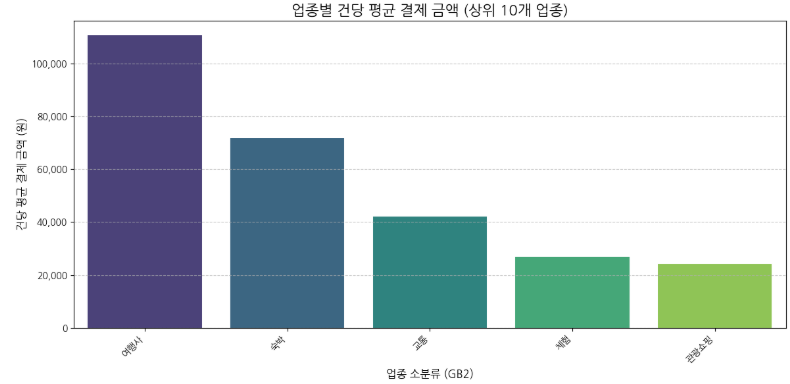 업종별 건당 평균 결제 금액 (상위 10개 업종)
건당 평균 결제 금액 (원)
100,000
80,000
60,000
40,000
20,000
0
여행사
숙박
교통
체험
관광쇼핑
업종 소분류 (GB2)